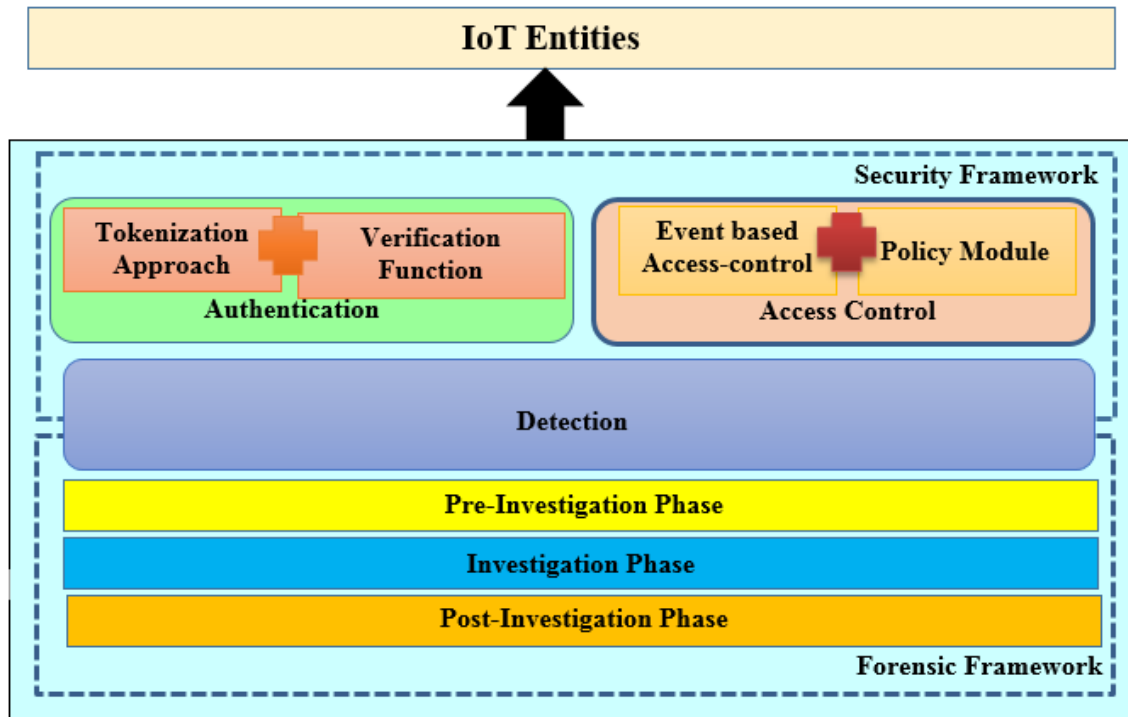 IoT Entities
Security Framework
Tokenization
Approach
Verification
Function
Authentication
Event based
Access-control
Policy Module
Access Control
Detection
Pre-Investigation Phase
Investigation Phase
Post-Investigation Phase
Forensic Framework